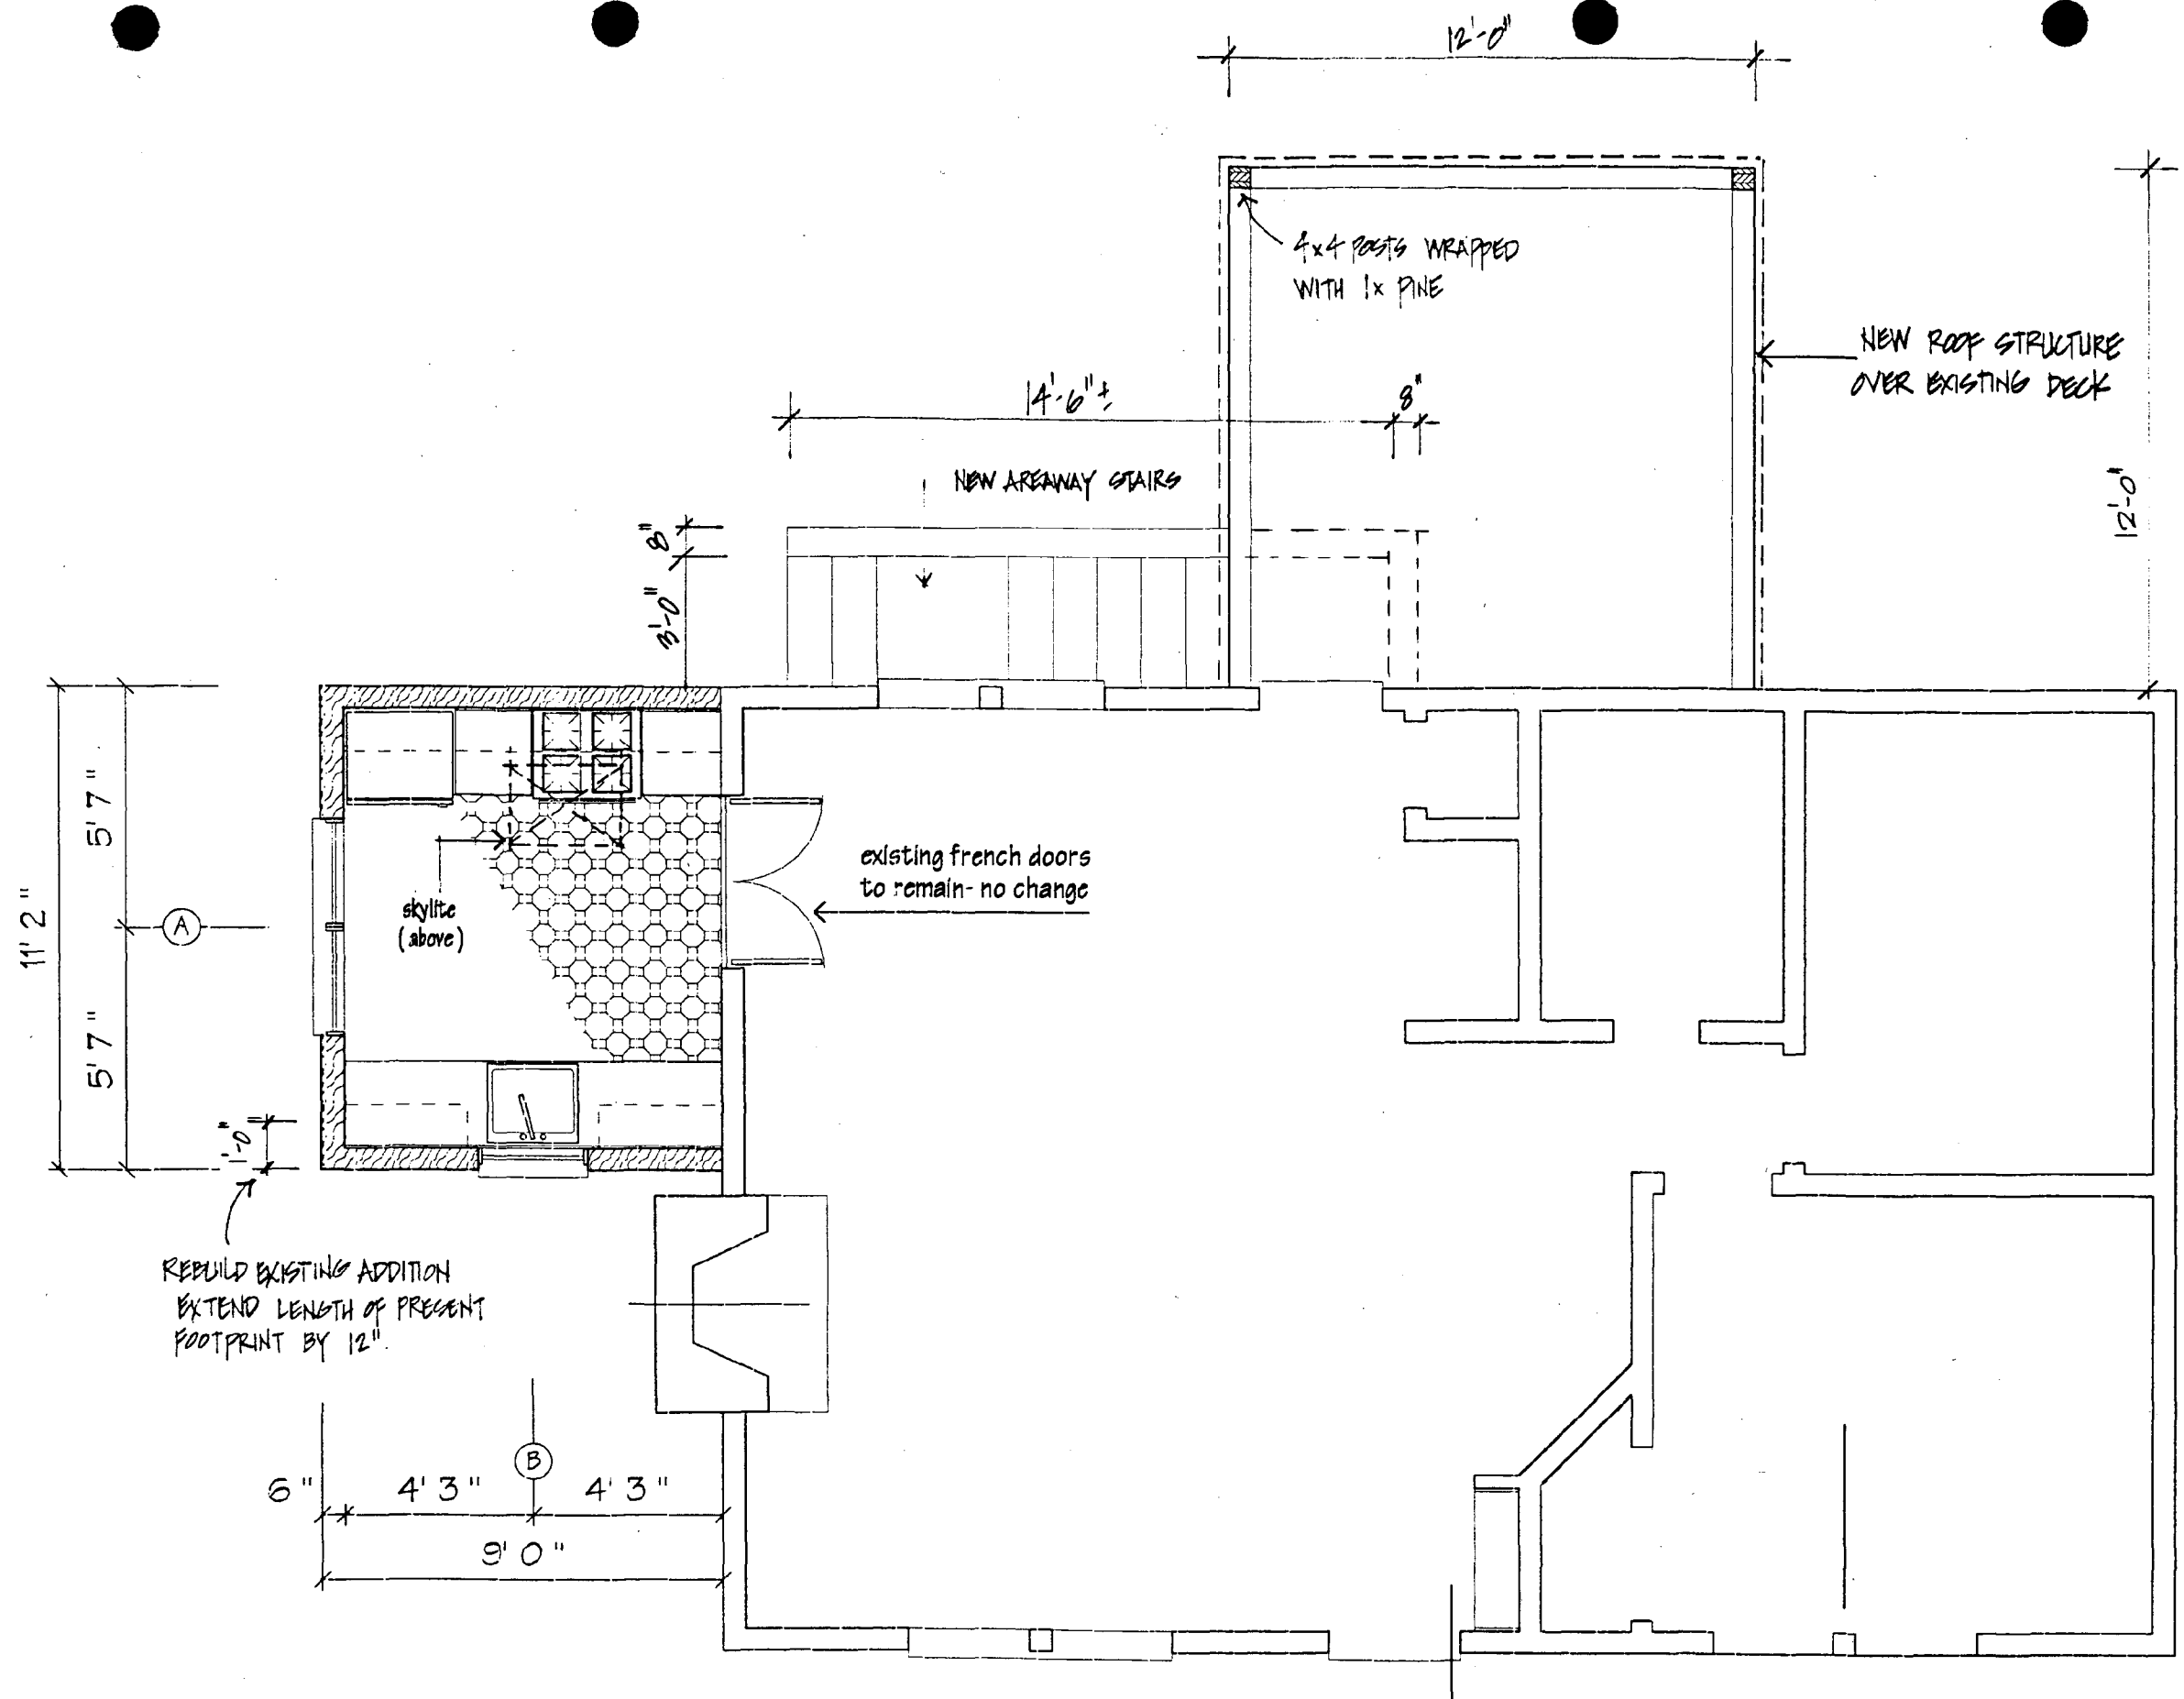 12'-0"
4x4 POSTS WRAPPED
WITH 1x PINE
NEW ROOF STRUCTURE
OVER EXISTING DECK
14'-6"±
8"
NEW AREAWAY STAIRS
12'-0"
8"
3'-0"
5'7"
11'2"
A
5'7"
skylite
(above)
existing french doors
to remain- no change
1'-0"
REBUILD EXISTING ADDITION
EXTEND LENGTH OF PRESENT
FOOTPRINT BY 12".
B
6" 4'3" 4'3"
9'0"